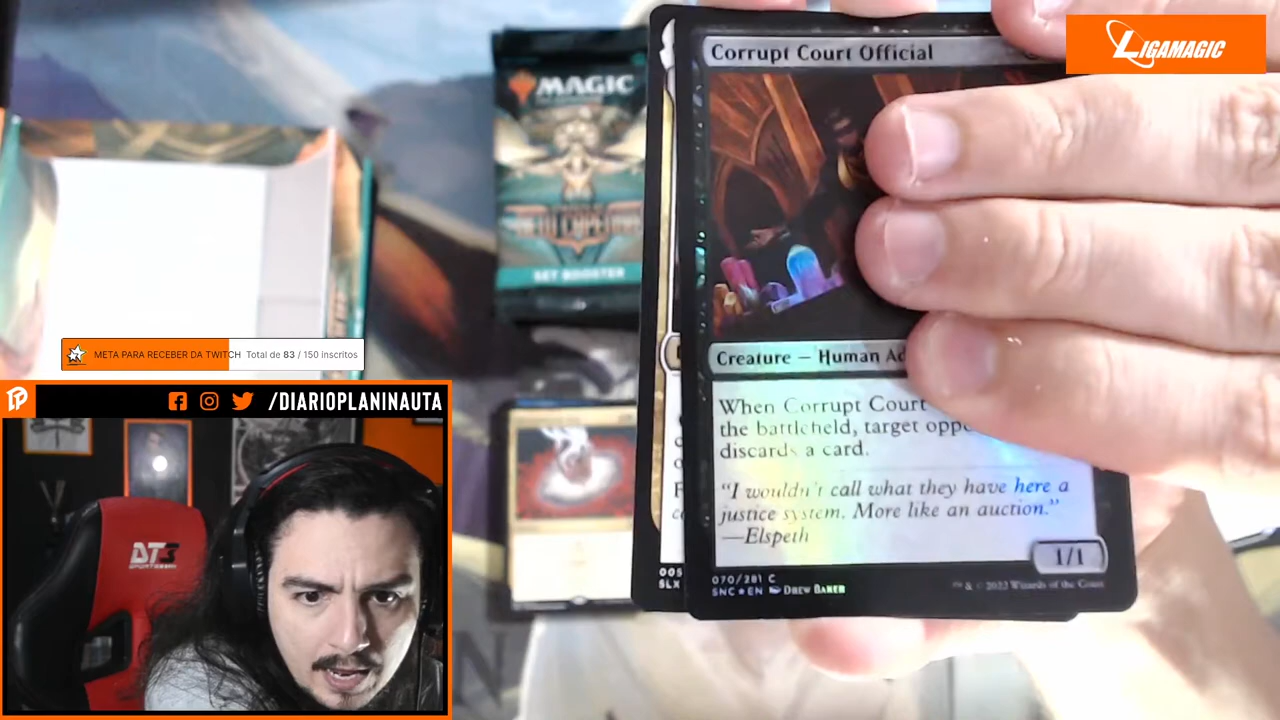 Corrupt Court Official
LIGAMAGIC
MAGIC
SET BOOSTER
META PARA RECEBER DA TWITCH Total de 83 / 150 inscritos
/DIARIOPLANINAUTA
DT3
Creature — Human
When Corrupt Court
the battlefield, target
discards a card.
"I wouldn't call what they have here a
justice system. More like an auction."
—Elspeth
1/1
070/281 C
SNC ★ EN DREW BAKER
™ & © 2022 Wizards of the Coast
005
SLX